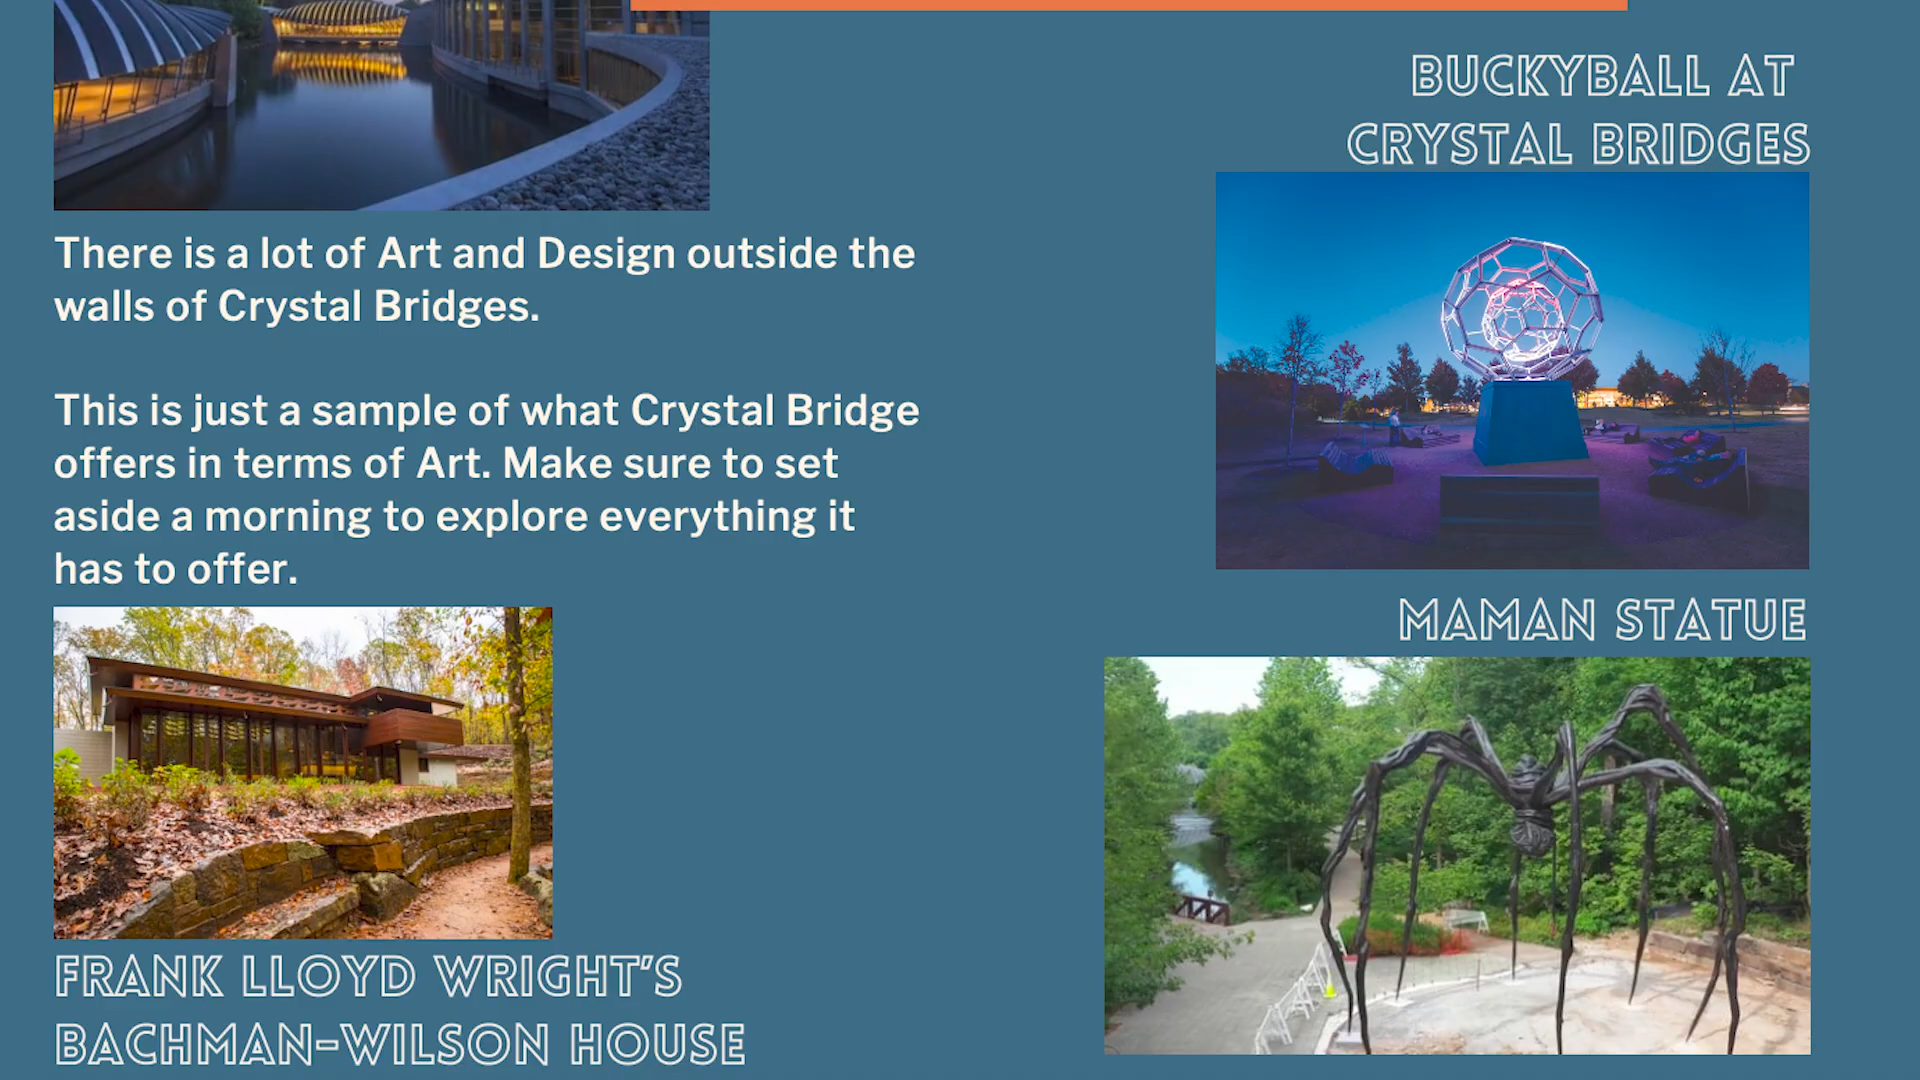 There is a lot of Art and Design outside the
walls of Crystal Bridges.
This is just a sample of what Crystal Bridge
offers in terms of Art. Make sure to set
aside a morning to explore everything it
has to offer.
FRANK LLOYD WRIGHT'S
BACHMAN-WILSON HOUSE
BUCKYBALL AT
CRYSTAL BRIDGES
MAMAN STATUE